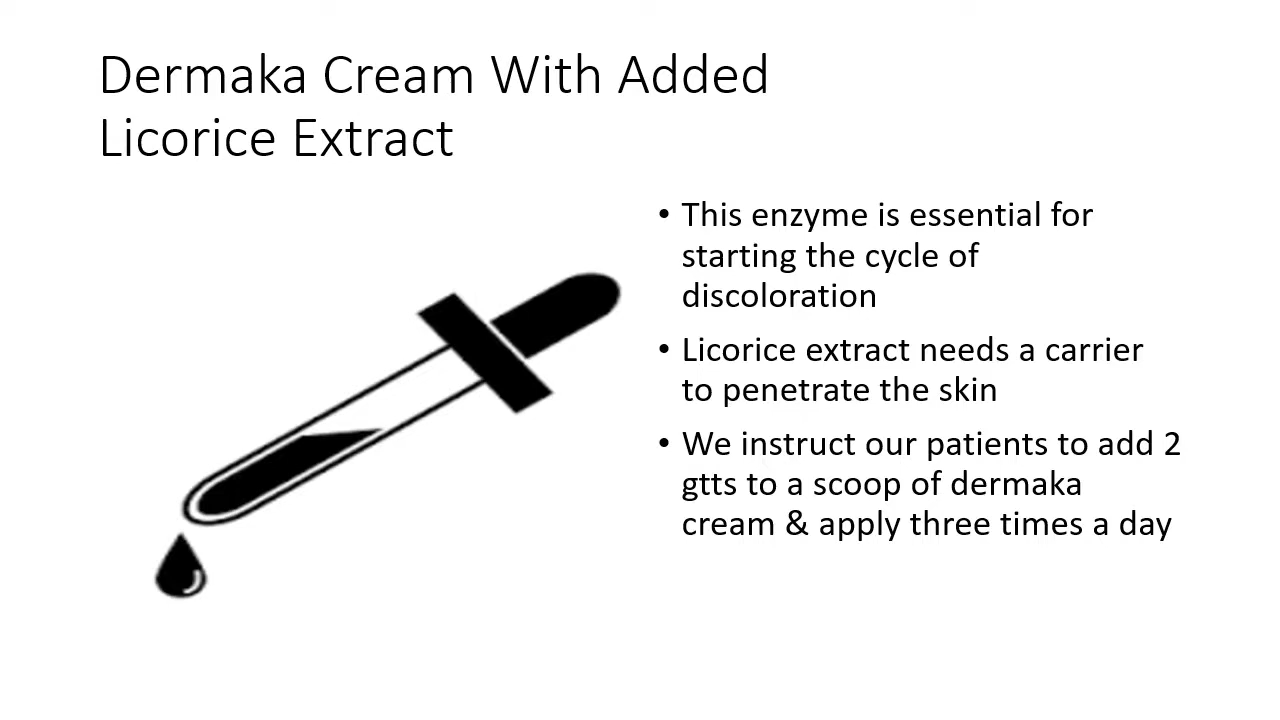 Dermaka Cream With Added
Licorice Extract
• This enzyme is essential for
starting the cycle of
discoloration
• Licorice extract needs a carrier
to penetrate the skin
• We instruct our patients to add 2
gtts to a scoop of dermaka
cream & apply three times a day